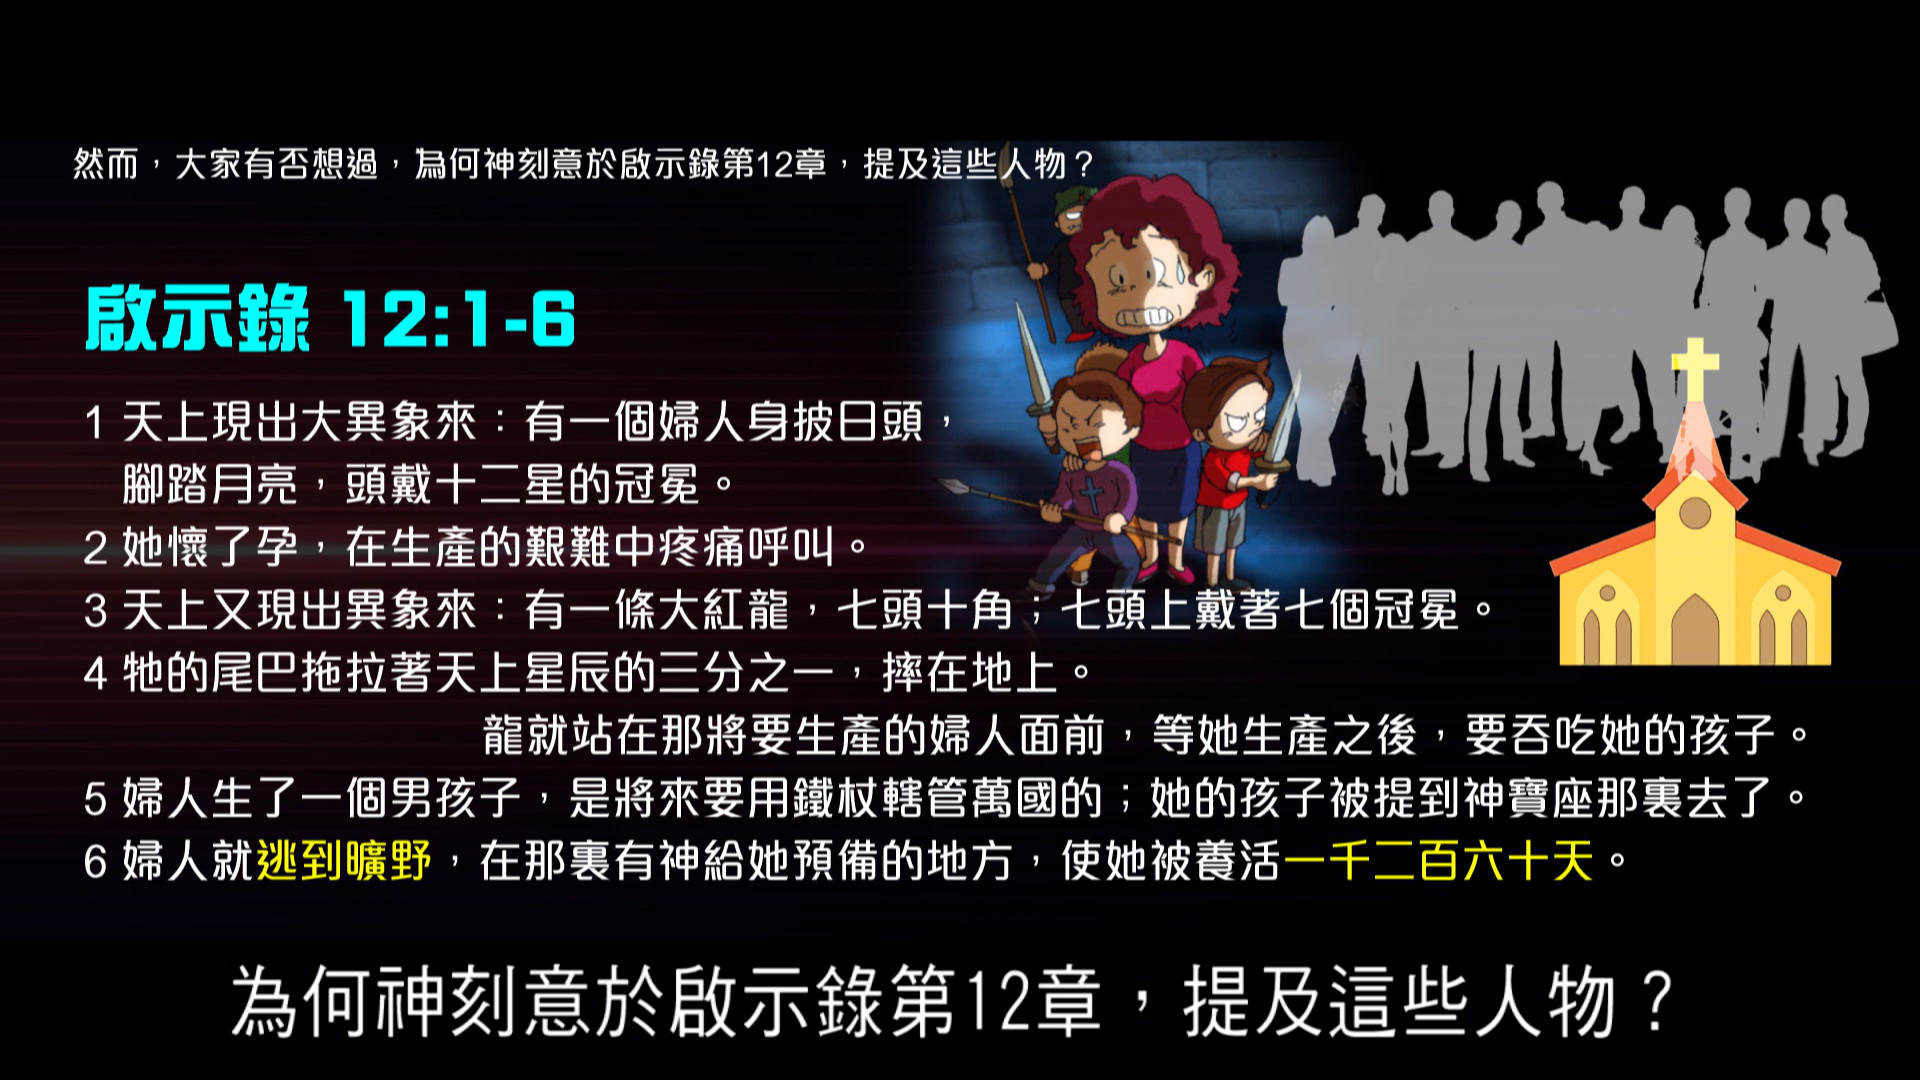 然而，大家有否想過，為何神刻意於啟示錄第12章，提及這些人物？
啟示錄 12:1-6
1 天上現出大異象來：有一個婦人身披日頭，
腳踏月亮，頭戴十二星的冠冕。
2 她懷了孕，在生產的艱難中疼痛呼叫。
3 天上又現出異象來：有一條大紅龍，七頭十角；七頭上戴著七個冠冕。
4 牠的尾巴拖拉著天上星辰的三分之一，摔在地上。
龍就站在那將要生產的婦人面前，等她生產之後，要吞吃她的孩子。
5 婦人生了一個男孩子，是將來要用鐵杖轄管萬國的；她的孩子被提到神寶座那裏去了。
6 婦人就逃到曠野，在那裏有神給她預備的地方，使她被養活一千二百六十天。
為何神刻意於啟示錄第12章，提及這些人物？